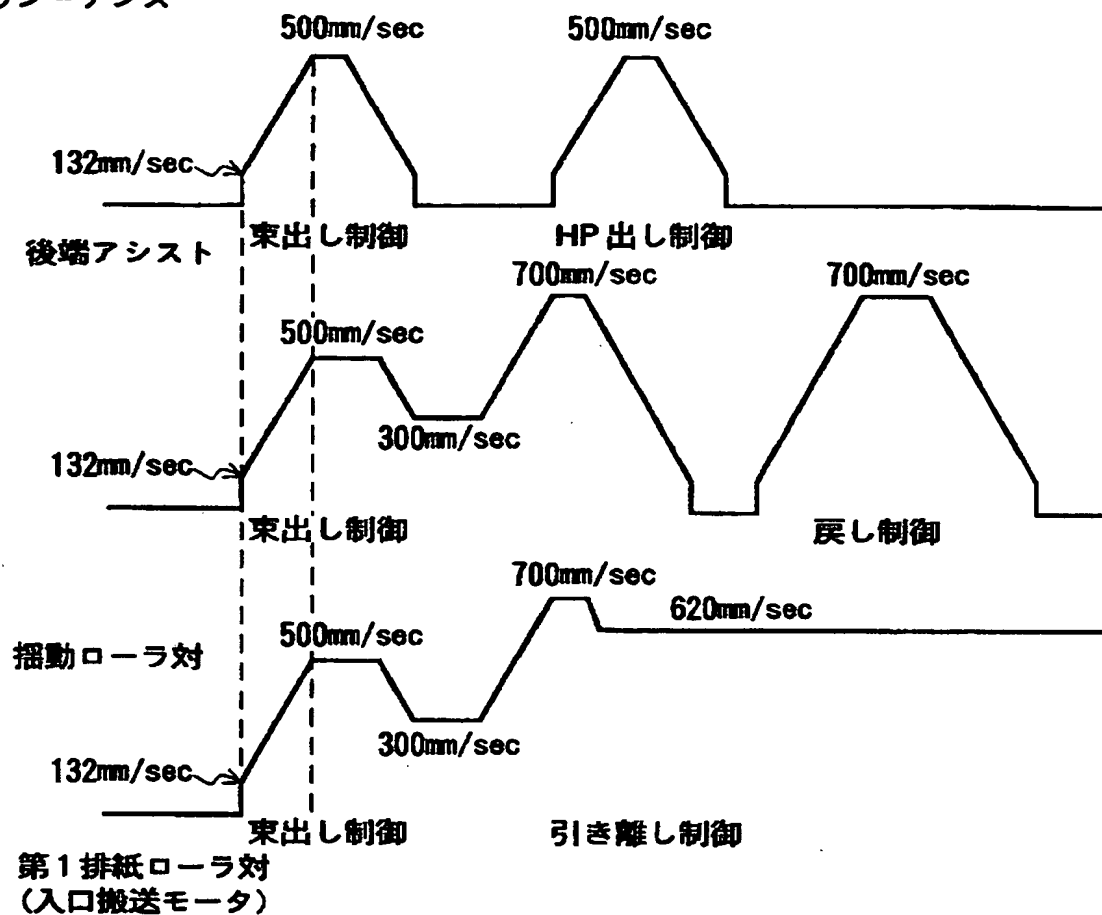 500mm/sec 500mm/sec
132mm/sec
後端アシスト 束出し制御 HP出し制御
700mm/sec 700mm/sec
500mm/sec
300mm/sec
132mm/sec
束出し制御 戻し制御
700mm/sec
620mm/sec
揺動ローラ対 500mm/sec
300mm/sec
132mm/sec
束出し制御 引き離し制御
第1排紙ローラ対
(入口搬送モータ)